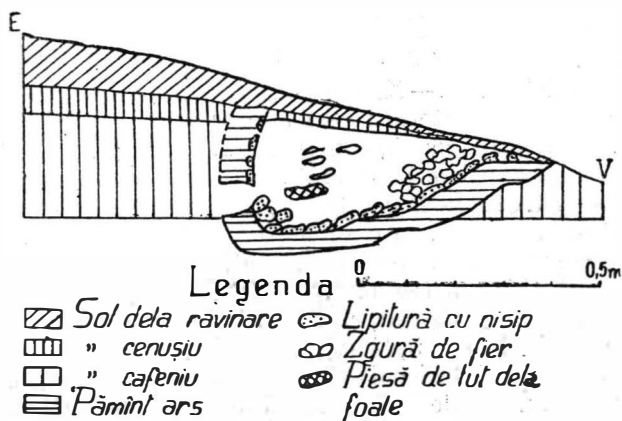 E
V
0 0,5m
Legenda
Sol dela ravinare
" cenușiu
" cafeniu
Pămînt ars
Lipitură cu nisip
Zgură de fier
Piesă de lut dela
foale